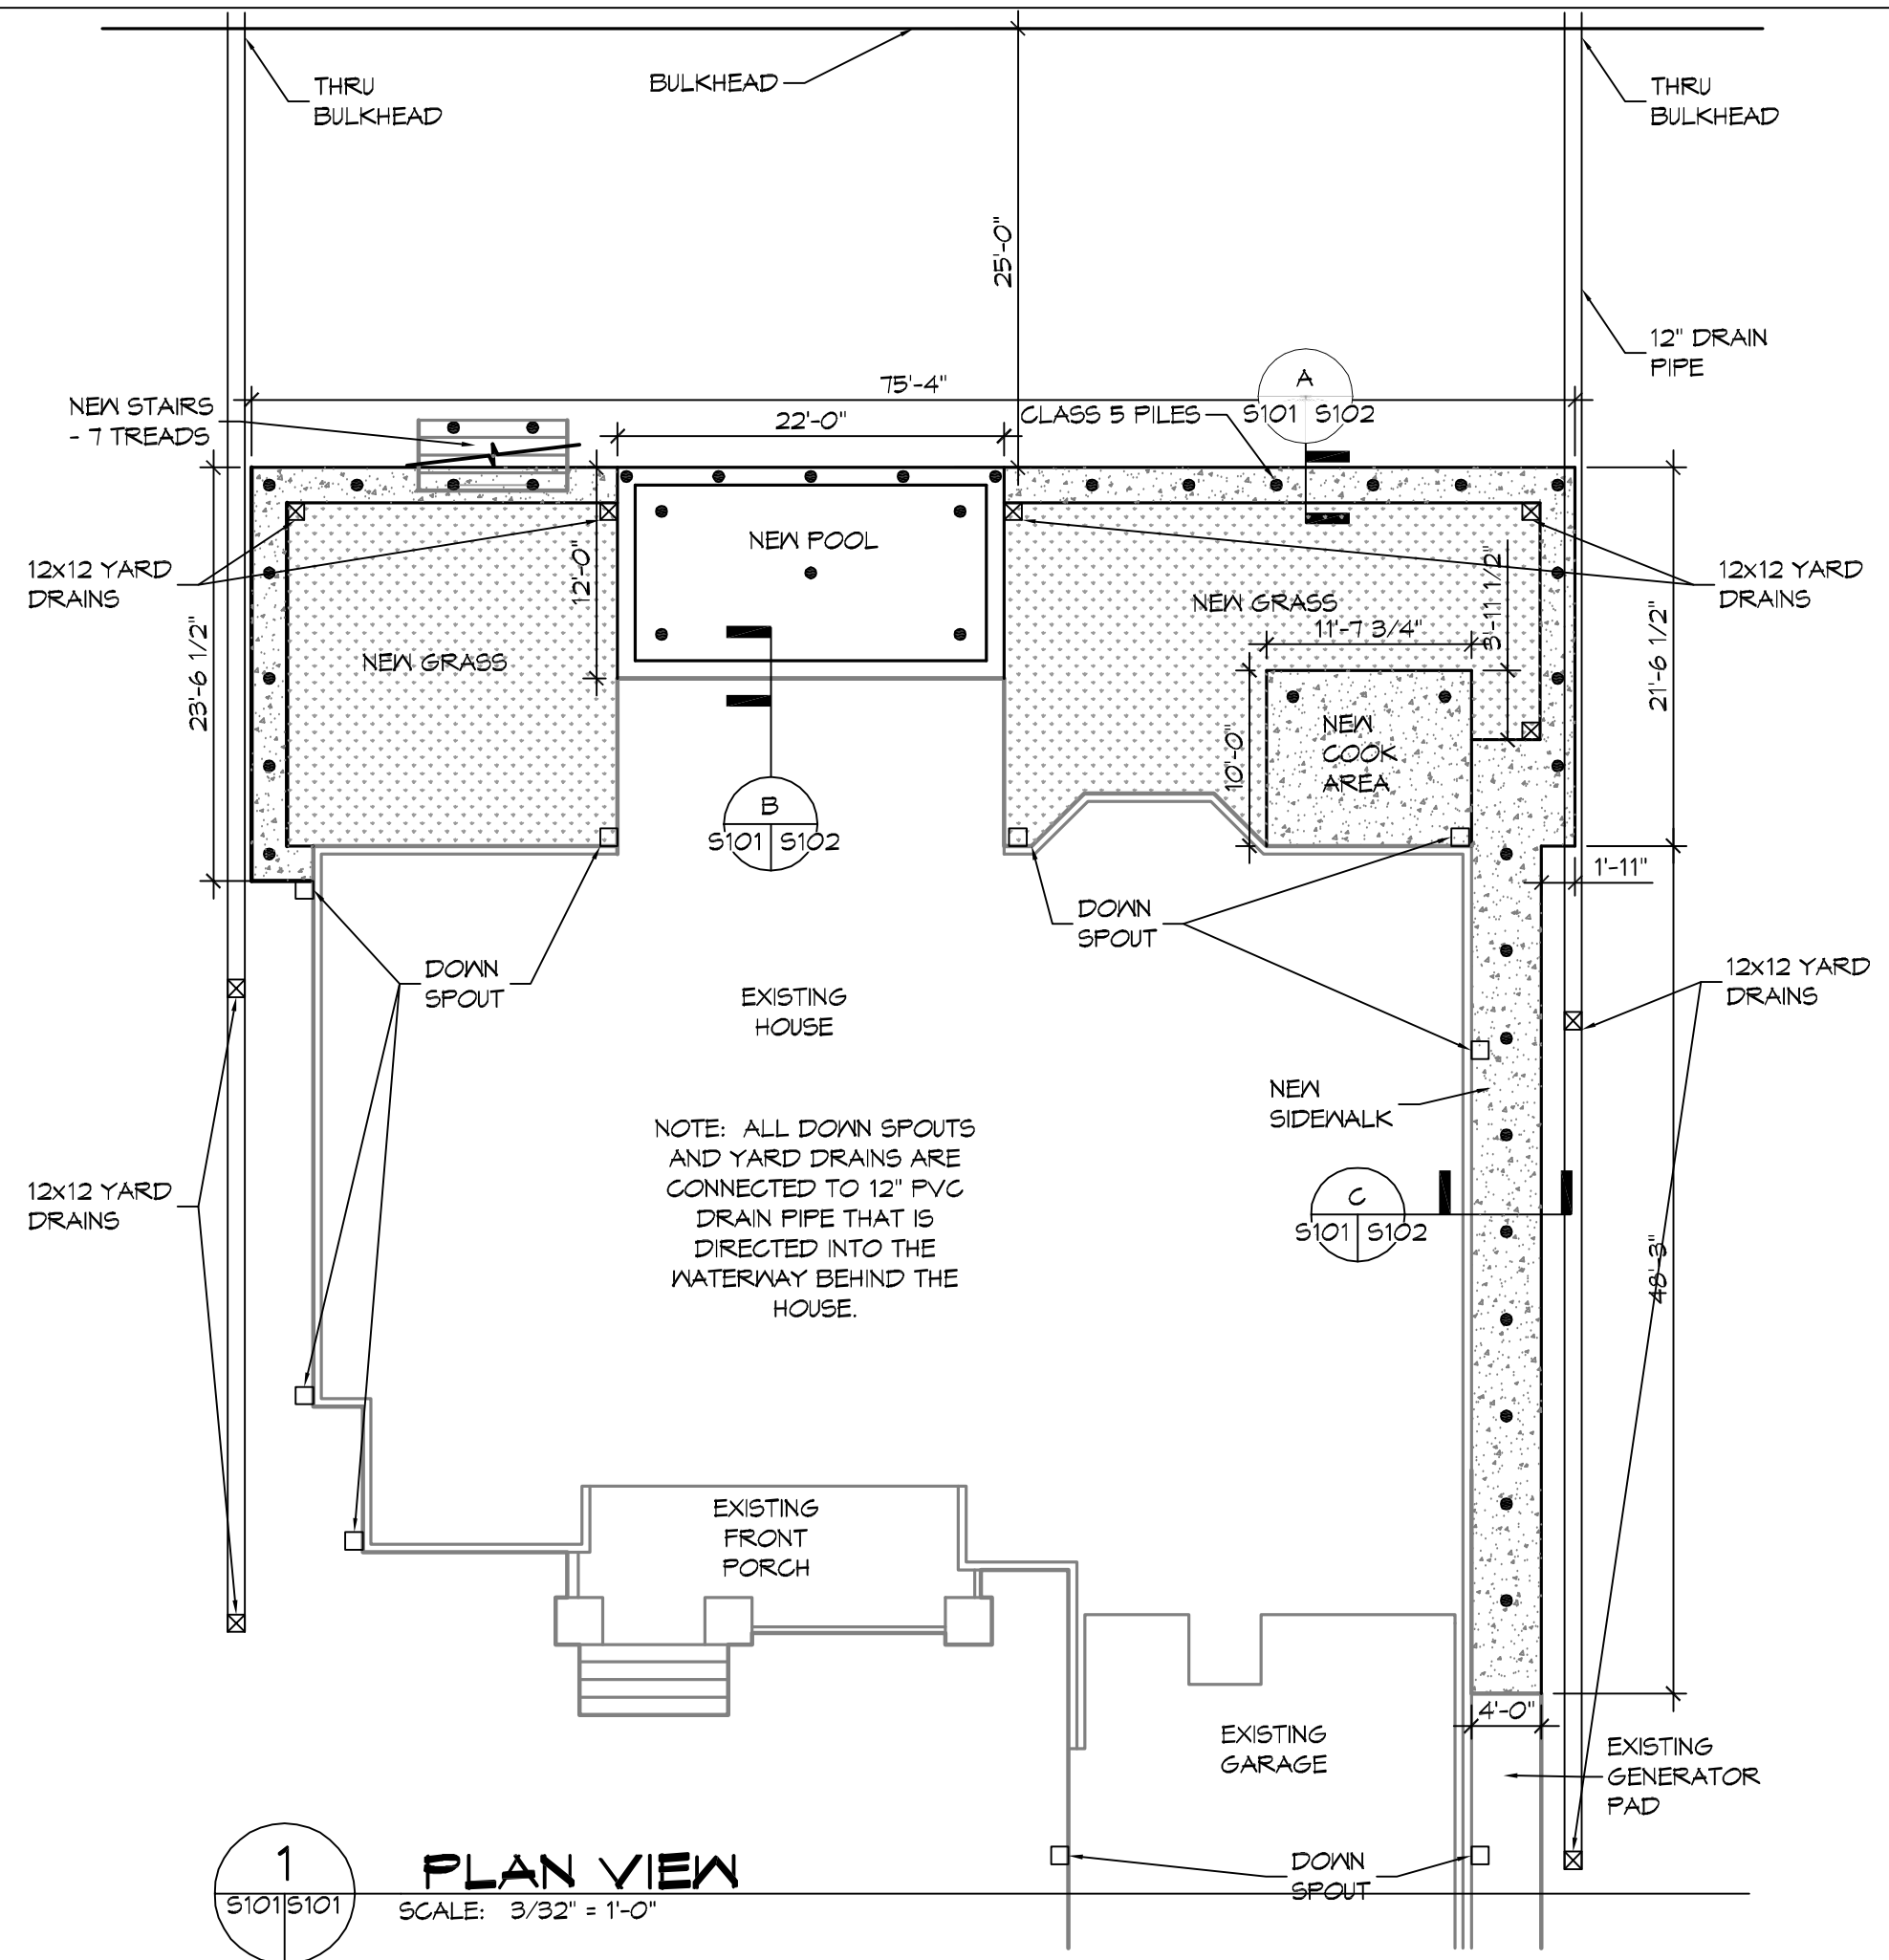 THRU
BULKHEAD
BULKHEAD
THRU
BULKHEAD
25'-0"
12" DRAIN
PIPE
75'-4"
A
S101 S102
NEW STAIRS
- 7 TREADS
22'-0"
CLASS 5 PILES
NEW POOL
12x12 YARD
DRAINS
12'-0"
12x12 YARD
DRAINS
NEW GRASS
11'-7 3/4"
3'-11 1/2"
21'-6 1/2"
23'-6 1/2"
NEW GRASS
NEW
COOK
AREA
10'-0"
B
S101 S102
1'-11"
DOWN
SPOUT
DOWN
SPOUT
12x12 YARD
DRAINS
EXISTING
HOUSE
NEW
SIDEWALK
NOTE: ALL DOWN SPOUTS
AND YARD DRAINS ARE
CONNECTED TO 12" PVC
DRAIN PIPE THAT IS
DIRECTED INTO THE
WATERWAY BEHIND THE
HOUSE.
12x12 YARD
DRAINS
C
S101 S102
48'-3"
EXISTING
FRONT
PORCH
4'-0"
EXISTING
GARAGE
EXISTING
GENERATOR
PAD
DOWN
SPOUT
1
S101 S101
PLAN VIEW
SCALE: 3/32" = 1'-0"